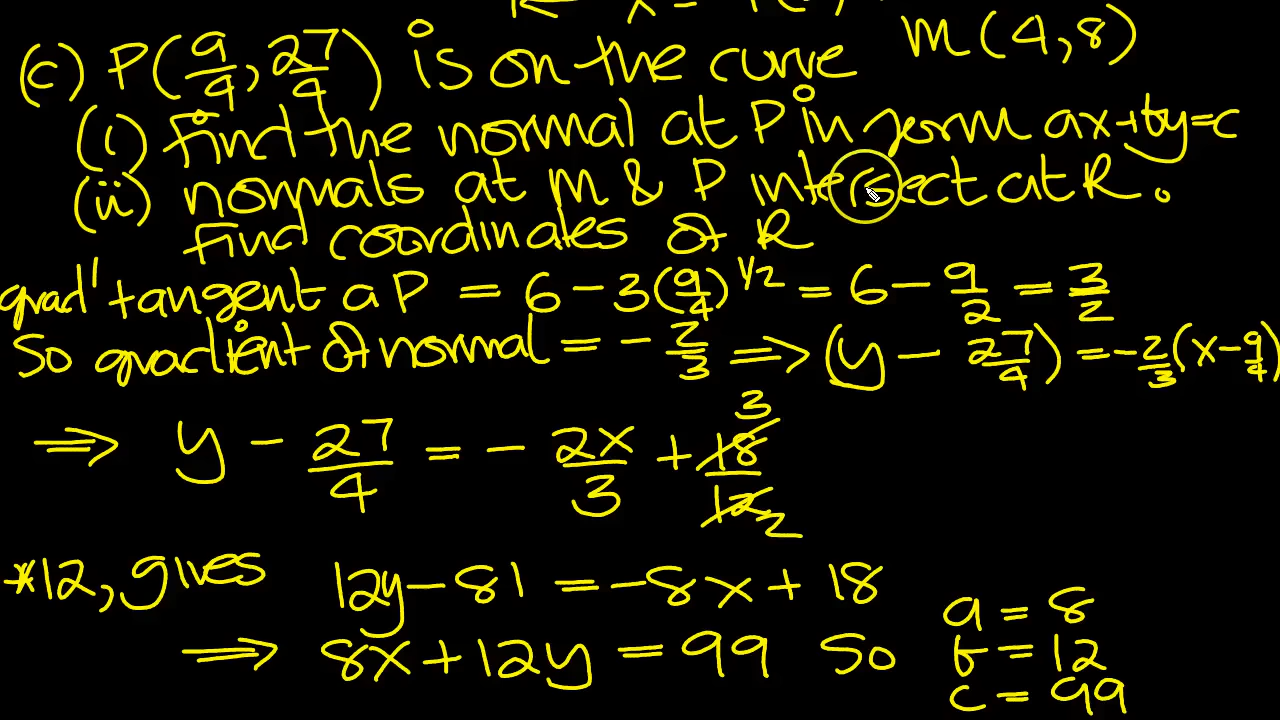 x =
(c) P(9/4, 27/4) is on the curve M(4,8)
(i) Find the normal at P in form ax+by=c
(ii) normals at M & P intersect at R.
find coordinates of R
grad' tangent a P = 6 - 3(9/4)^1/2 = 6 - 9/2 = 3/2
So gradient of normal = - 2/3 ⇒ (y - 27/4) = -2/3(x - 9/4)
⇒ y - 27/4 = - 2x/3 + 18/12 3 2
*12, gives 12y - 81 = -8x + 18
⇒ 8x + 12y = 99 So
a = 8
b = 12
c = 99